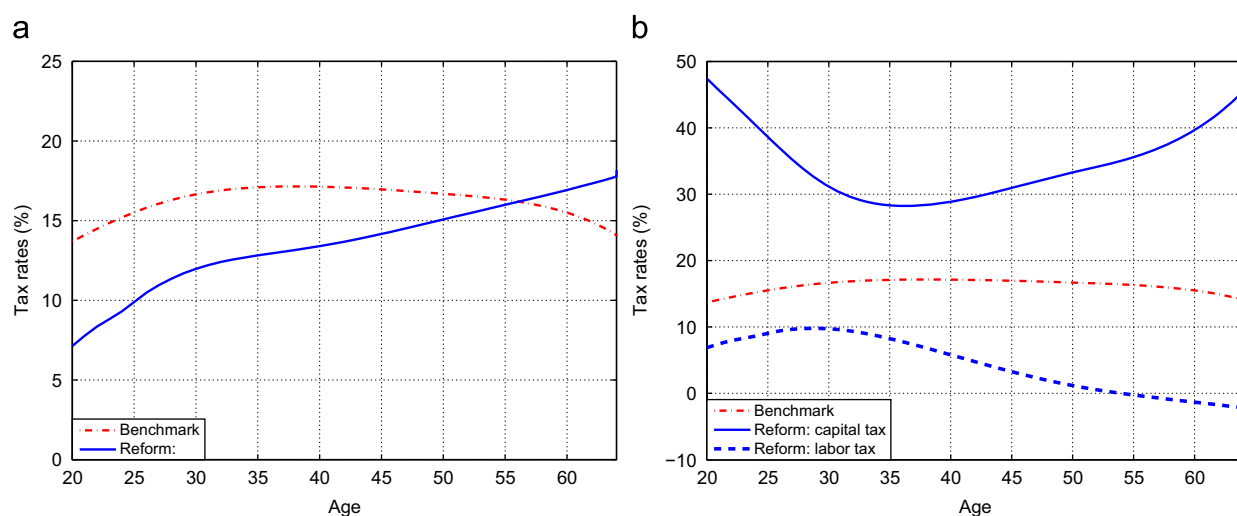 a
25
20
15
10
5
0
Tax rates (%)
Benchmark
Reform:
20 25 30 35 40 45 50 55 60
Age
b
50
40
30
20
10
0
−10
Tax rates (%)
Benchmark
Reform: capital tax
Reform: labor tax
20 25 30 35 40 45 50 55 60
Age